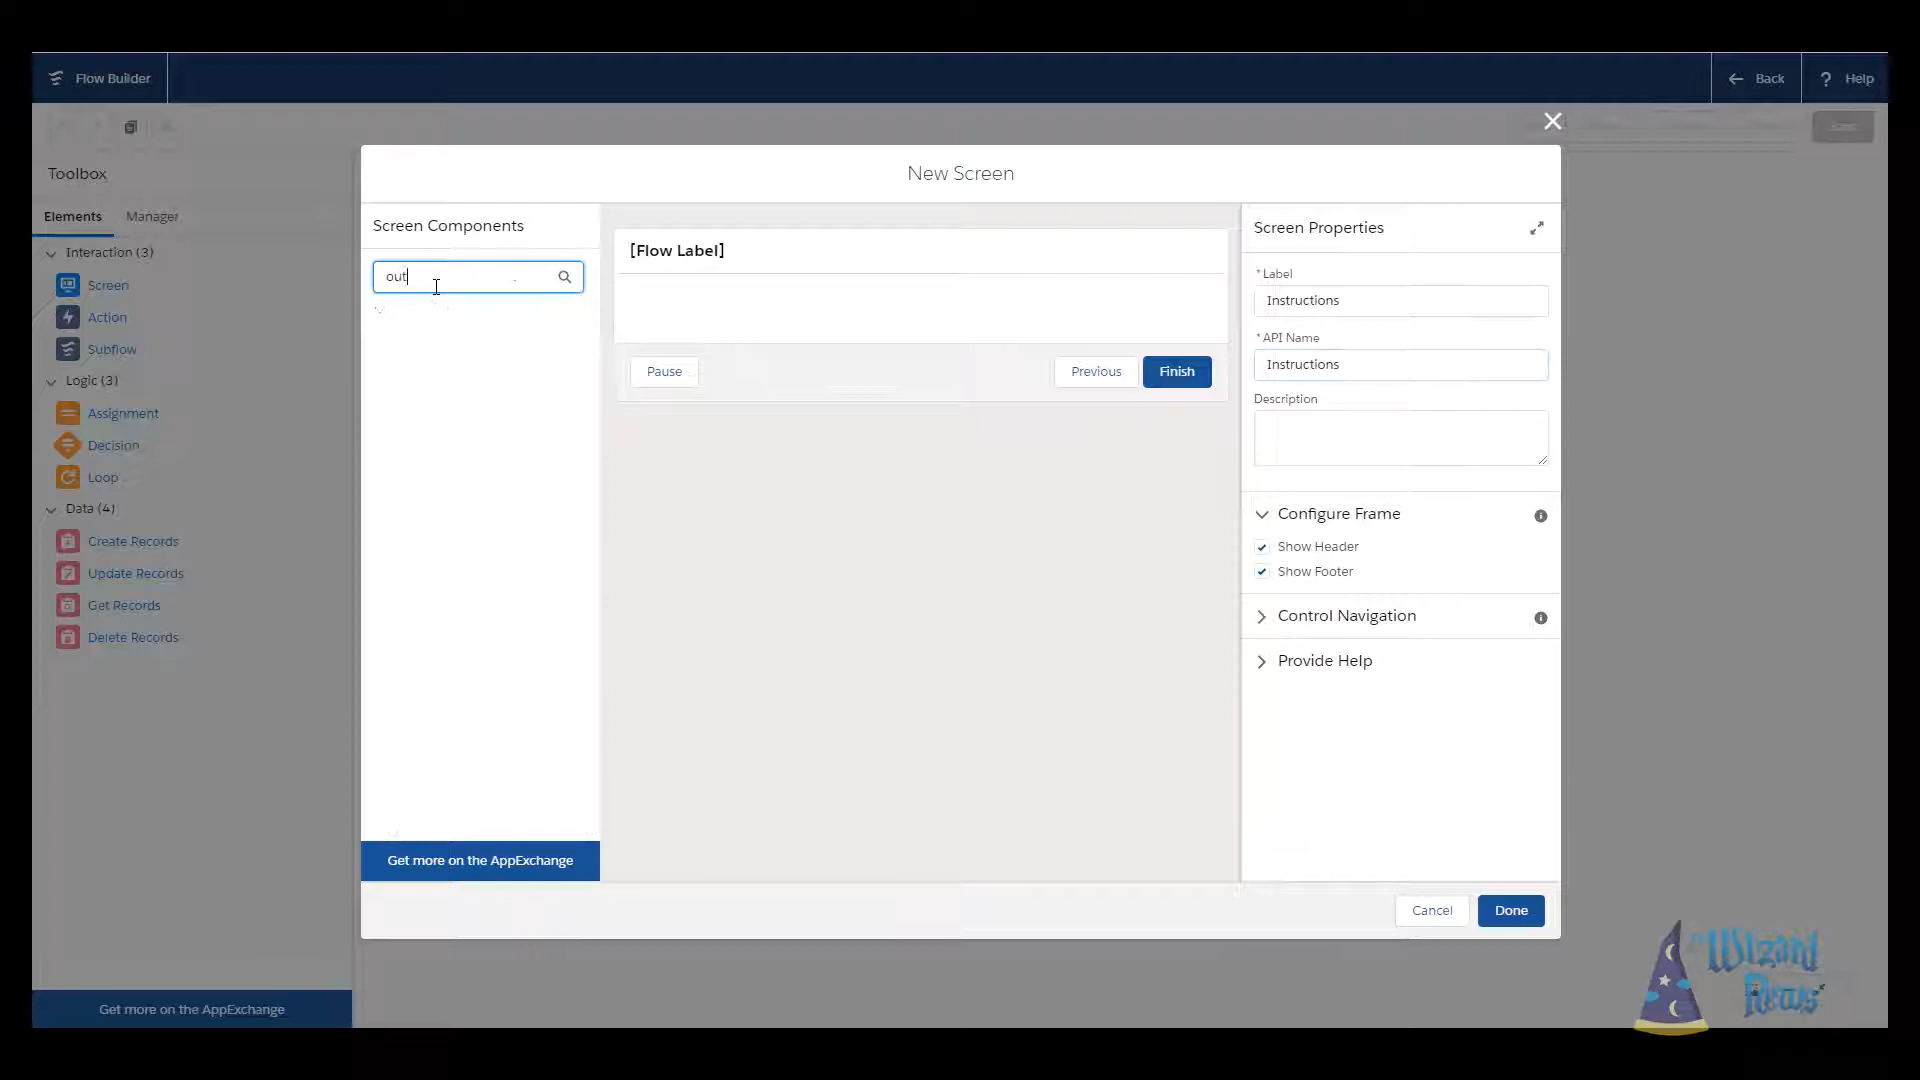 Flow Builder
Back
? Help
Toolbox
Elements
Manager
Interaction (3)
Screen
Action
Subflow
Logic (3)
Assignment
Decision
Loop
Data (4)
Create Records
Update Records
Get Records
Delete Records
Get more on the AppExchange
New Screen
Screen Components
out
Get more on the AppExchange
[Flow Label]
Pause
Previous
Finish
Screen Properties
* Label
Instructions
* API Name
Instructions
Description
Configure Frame
Show Header
Show Footer
Control Navigation
Provide Help
Cancel
Done
Wizard
News